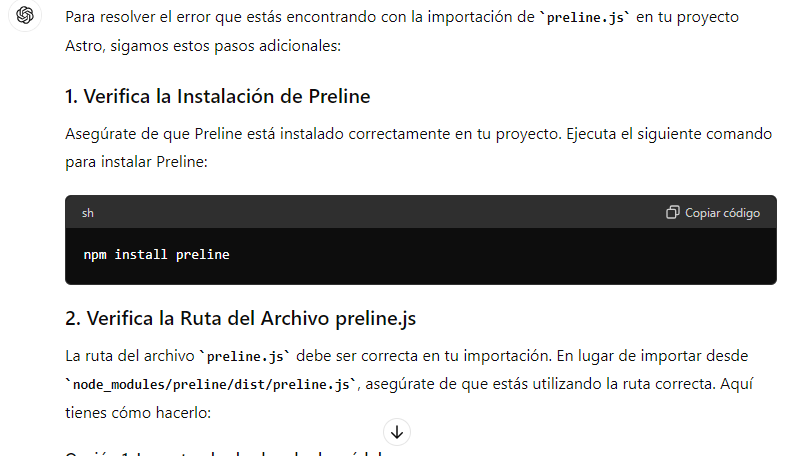 Para resolver el error que estás encontrando con la importación de `preline.js` en tu proyecto
Astro, sigamos estos pasos adicionales:
1. Verifica la Instalación de Preline
Asegúrate de que Preline está instalado correctamente en tu proyecto. Ejecuta el siguiente comando
para instalar Preline:
sh
Copiar código
npm install preline
2. Verifica la Ruta del Archivo preline.js
La ruta del archivo `preline.js` debe ser correcta en tu importación. En lugar de importar desde
`node_modules/preline/dist/preline.js`, asegúrate de que estás utilizando la ruta correcta. Aquí
tienes cómo hacerlo: